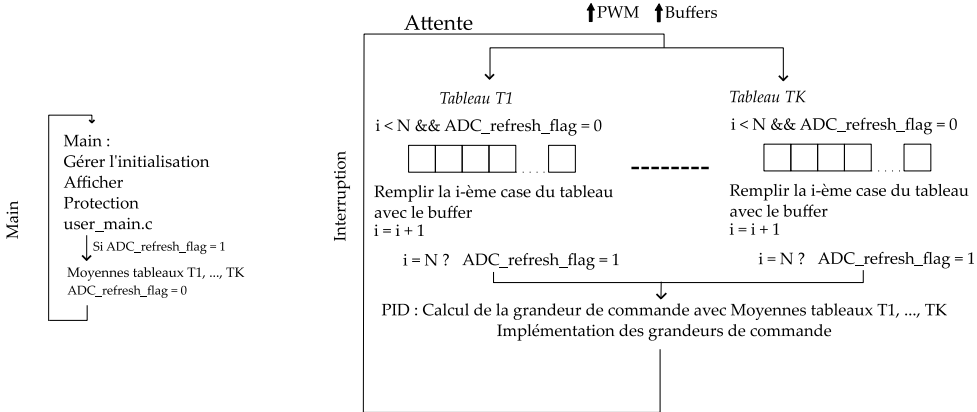 PWM Buffers
Attente
Main
Main :
Gérer l'initialisation
Afficher
Protection
user_main.c
Si ADC_refresh_flag = 1
Moyennes tableaux T1, ..., TK
ADC_refresh_flag = 0
Interruption
Tableau T1
i < N && ADC_refresh_flag = 0
Remplir la i-ème case du tableau
avec le buffer
i = i + 1
i = N ? ADC_refresh_flag = 1
Tableau TK
i < N && ADC_refresh_flag = 0
Remplir la i-ème case du tableau
avec le buffer
i = i + 1
i = N ? ADC_refresh_flag = 1
PID : Calcul de la grandeur de commande avec Moyennes tableaux T1, ..., TK
Implémentation des grandeurs de commande